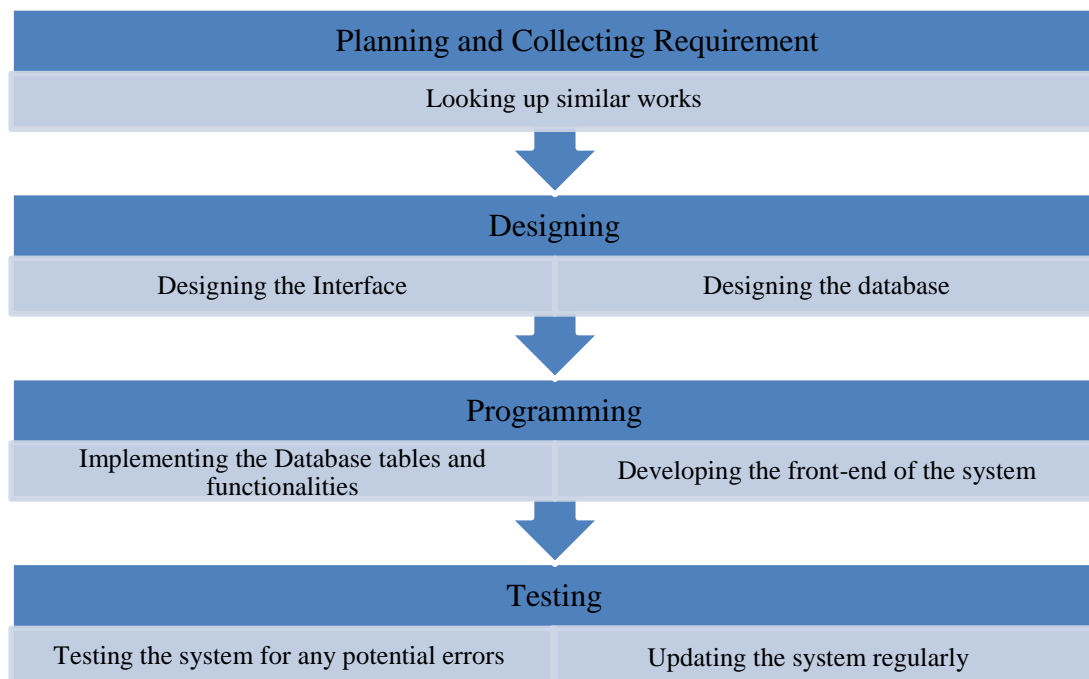 Planning and Collecting Requirement
Looking up similar works
Designing
Designing the Interface
Designing the database
Programming
Implementing the Database tables and
functionalities
Developing the front-end of the system
Testing
Testing the system for any potential errors
Updating the system regularly